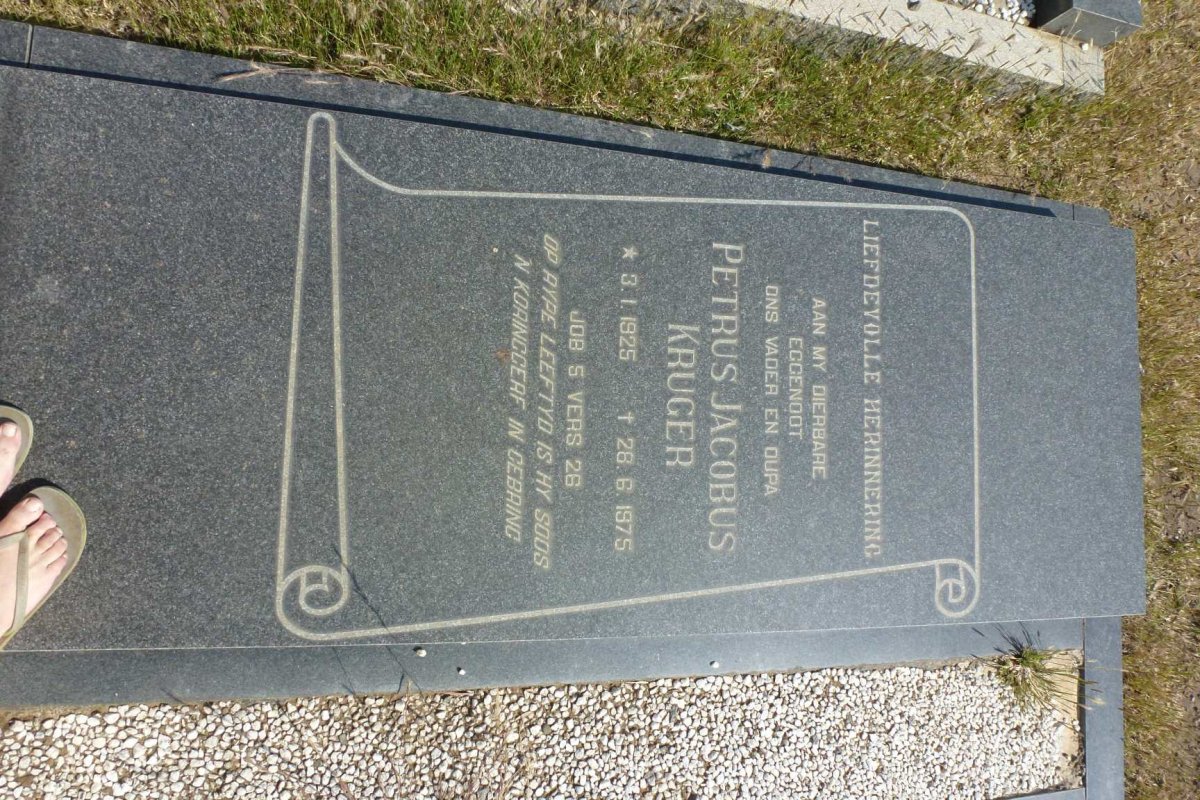 LIEFDEVOLLE HERINNERING
AAN MY DIERBARE
EGGENOOT
ONS VADER EN OUPA
PETRUS JACOBUS
KRUGER
* 3 1 1925 † 28 6 1975
JOB 5 VERS 26
OP RYPE LEEFTYD IS HY SOOS
N KORINGGERF IN GEBRING